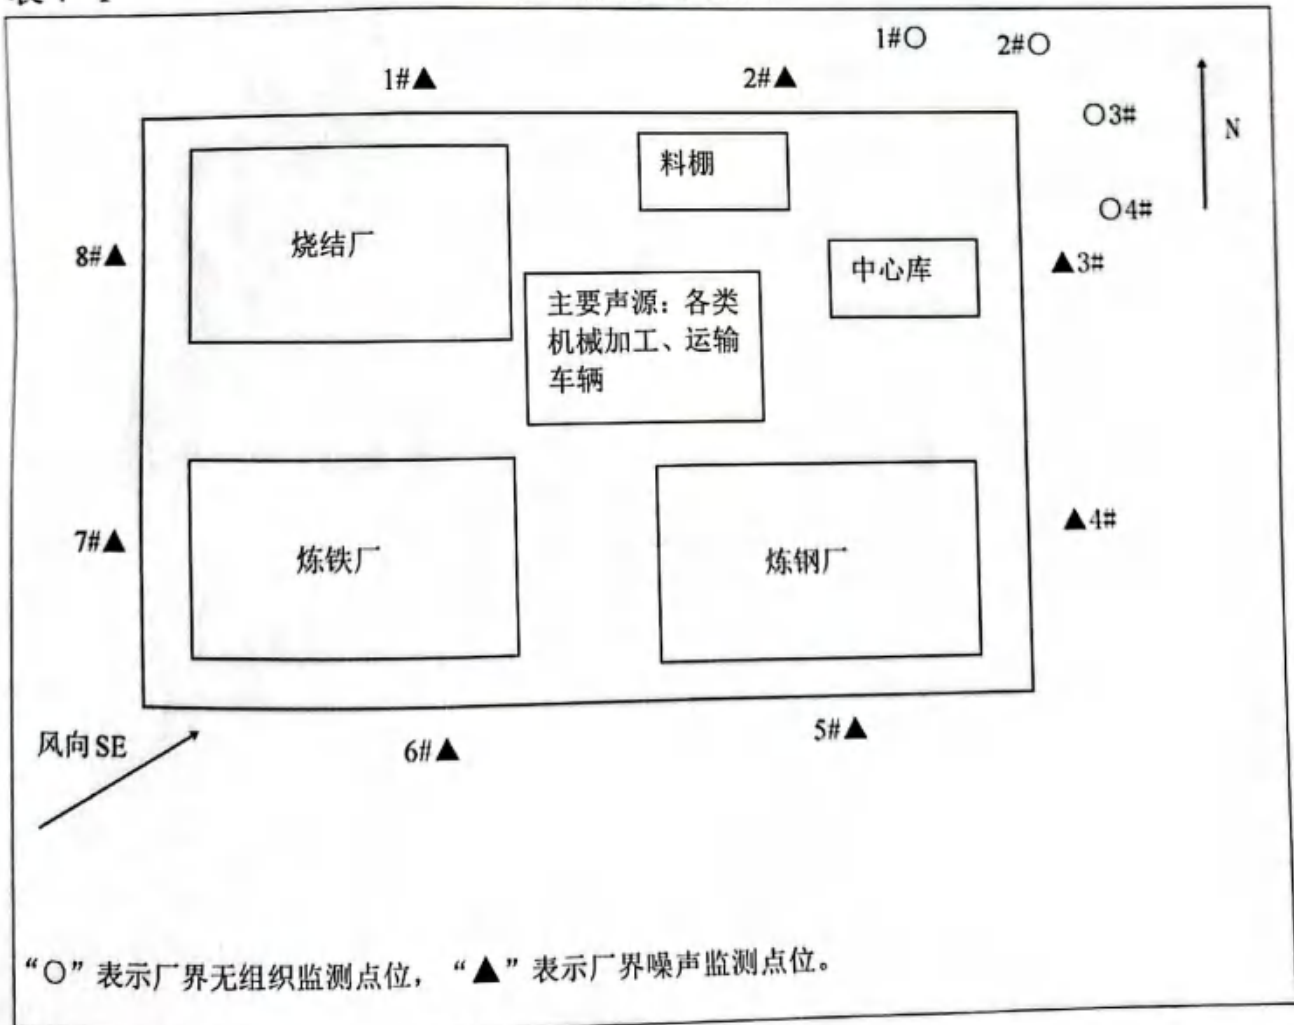 1#○ 2#○
1#▲ 2#▲
○3#
N
料棚
○4#
烧结厂
8#▲
中心库
▲3#
主要声源：各类
机械加工、运输
车辆
▲4#
7#▲
炼铁厂
炼钢厂
风向SE
6#▲
5#▲
“○”表示厂界无组织监测点位，“▲”表示厂界噪声监测点位。